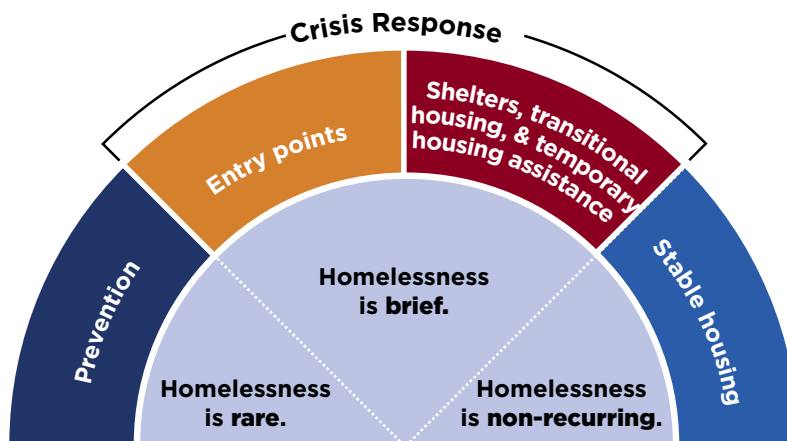 Crisis Response
Entry points
Shelters, transitional
housing, & temporary
housing assistance
Prevention
Stable housing
Homelessness
is brief.
Homelessness
is rare.
Homelessness
is non-recurring.